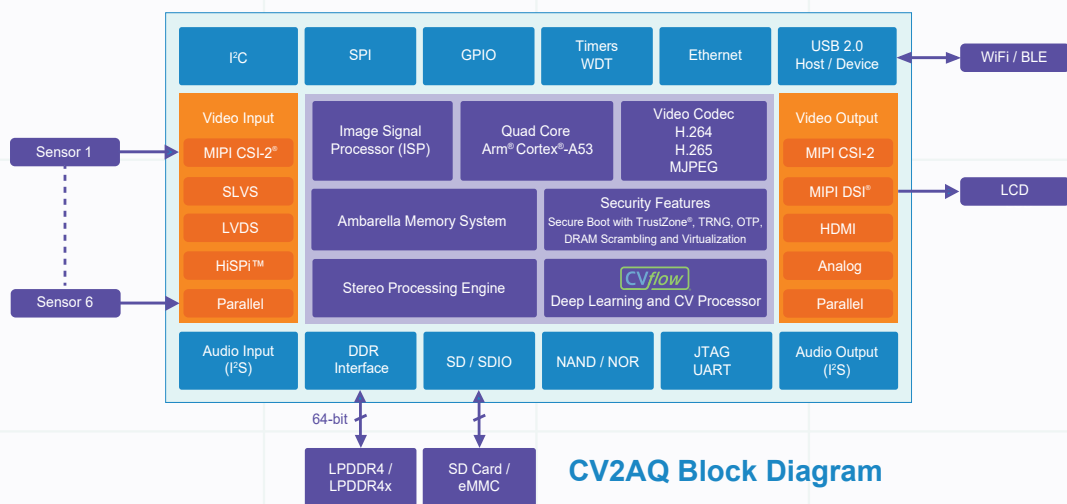 I²C
SPI
GPIO
Timers
WDT
Ethernet
USB 2.0
Host / Device
WiFi / BLE
Sensor 1
Sensor 6
Video Input
MIPI CSI-2®
SLVS
LVDS
HiSPi™
Parallel
Image Signal
Processor (ISP)
Quad Core
Arm® Cortex®-A53
Video Codec
H.264
H.265
MJPEG
Ambarella Memory System
Security Features
Secure Boot with TrustZone®, TRNG, OTP,
DRAM Scrambling and Virtualization
Stereo Processing Engine
CVflow
Deep Learning and CV Processor
Video Output
MIPI CSI-2
MIPI DSI®
HDMI
Analog
Parallel
LCD
Audio Input
(I²S)
DDR
Interface
SD / SDIO
NAND / NOR
JTAG
UART
Audio Output
(I²S)
64-bit
LPDDR4 /
LPDDR4x
SD Card /
eMMC
CV2AQ Block Diagram